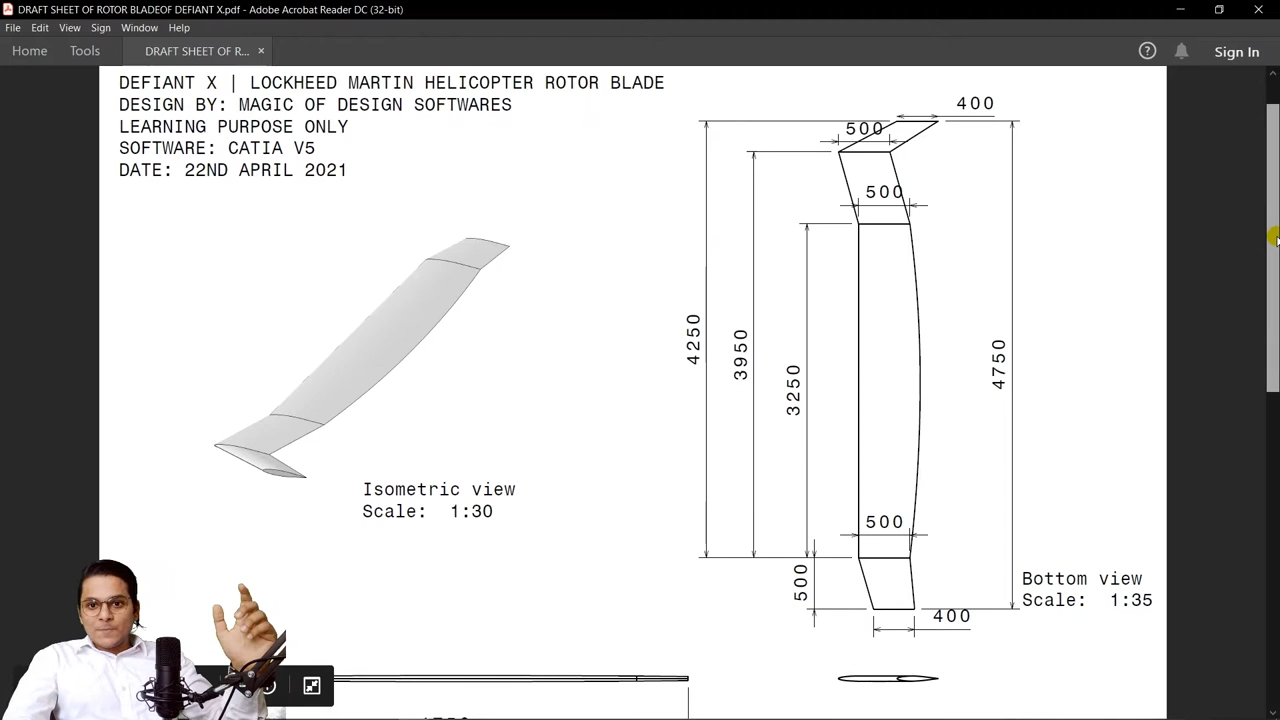 DRAFT SHEET OF ROTOR BLADEOF DEFIANT X.pdf - Adobe Acrobat Reader DC (32-bit)
File Edit View Sign Window Help
Home Tools DRAFT SHEET OF R... × Sign In
DEFIANT X | LOCKHEED MARTIN HELICOPTER ROTOR BLADE
DESIGN BY: MAGIC OF DESIGN SOFTWARES
LEARNING PURPOSE ONLY
SOFTWARE: CATIA V5
DATE: 22ND APRIL 2021
400
500
500
4250
3950
3250
4750
Isometric view
Scale: 1:30
500
500
Bottom view
Scale: 1:35
400